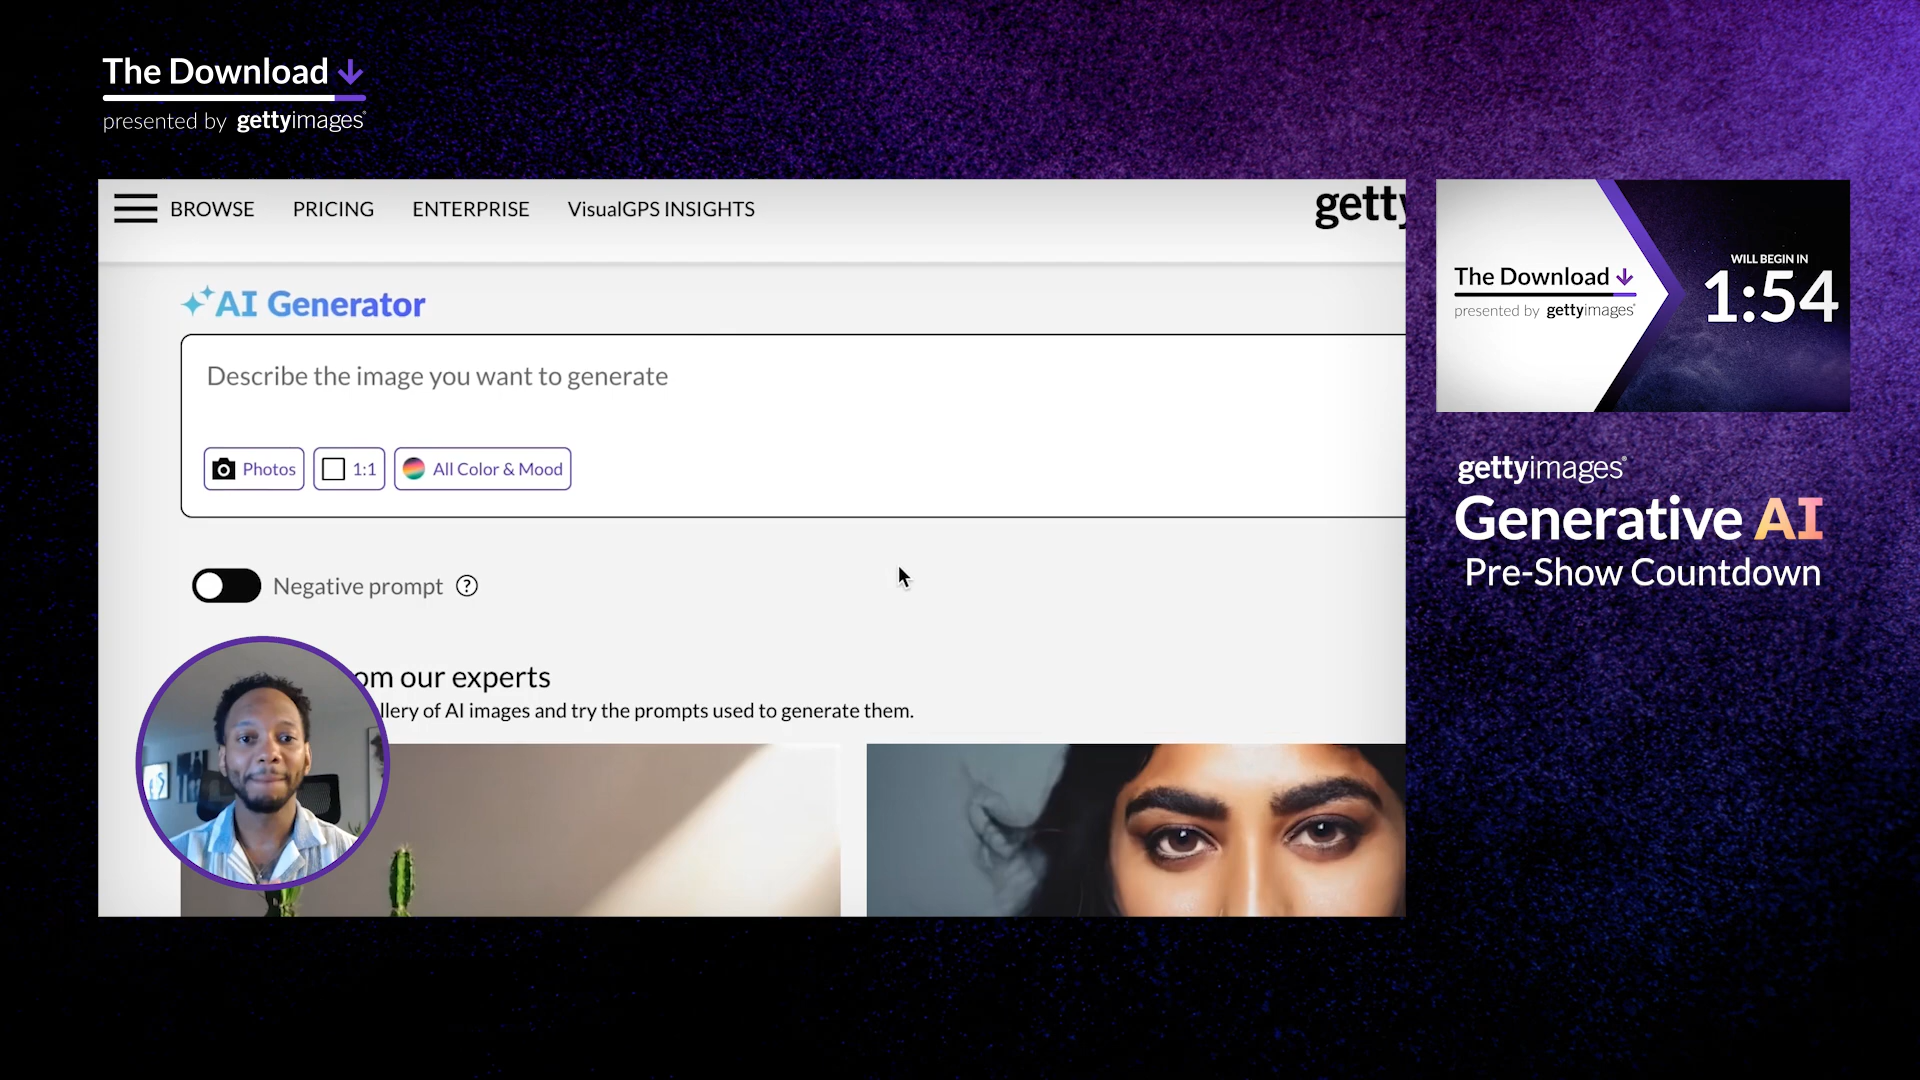 The Download
presented by gettyimages®
BROWSE PRICING ENTERPRISE VisualGPS INSIGHTS
getty
AI Generator
Describe the image you want to generate
Photos 1:1 All Color & Mood
Negative prompt ?
om our experts
llery of AI images and try the prompts used to generate them.
The Download
presented by gettyimages®
WILL BEGIN IN
1:54
gettyimages®
Generative AI
Pre-Show Countdown